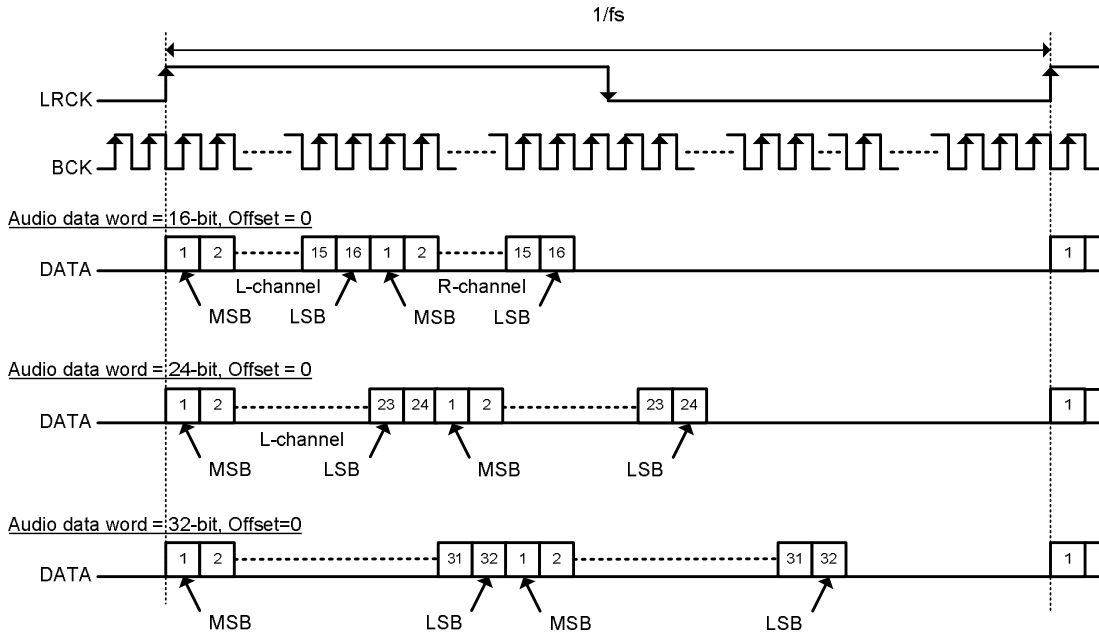 1/fs
LRCK
BCK
Audio data word = 16-bit, Offset = 0
DATA
1 2 15 16 1 2 15 16 1
L-channel R-channel
MSB LSB MSB LSB
Audio data word = 24-bit, Offset = 0
DATA
1 2 23 24 1 2 23 24 1
L-channel
MSB LSB MSB LSB
Audio data word = 32-bit, Offset=0
DATA
1 2 31 32 1 2 31 32 1
MSB LSB MSB LSB